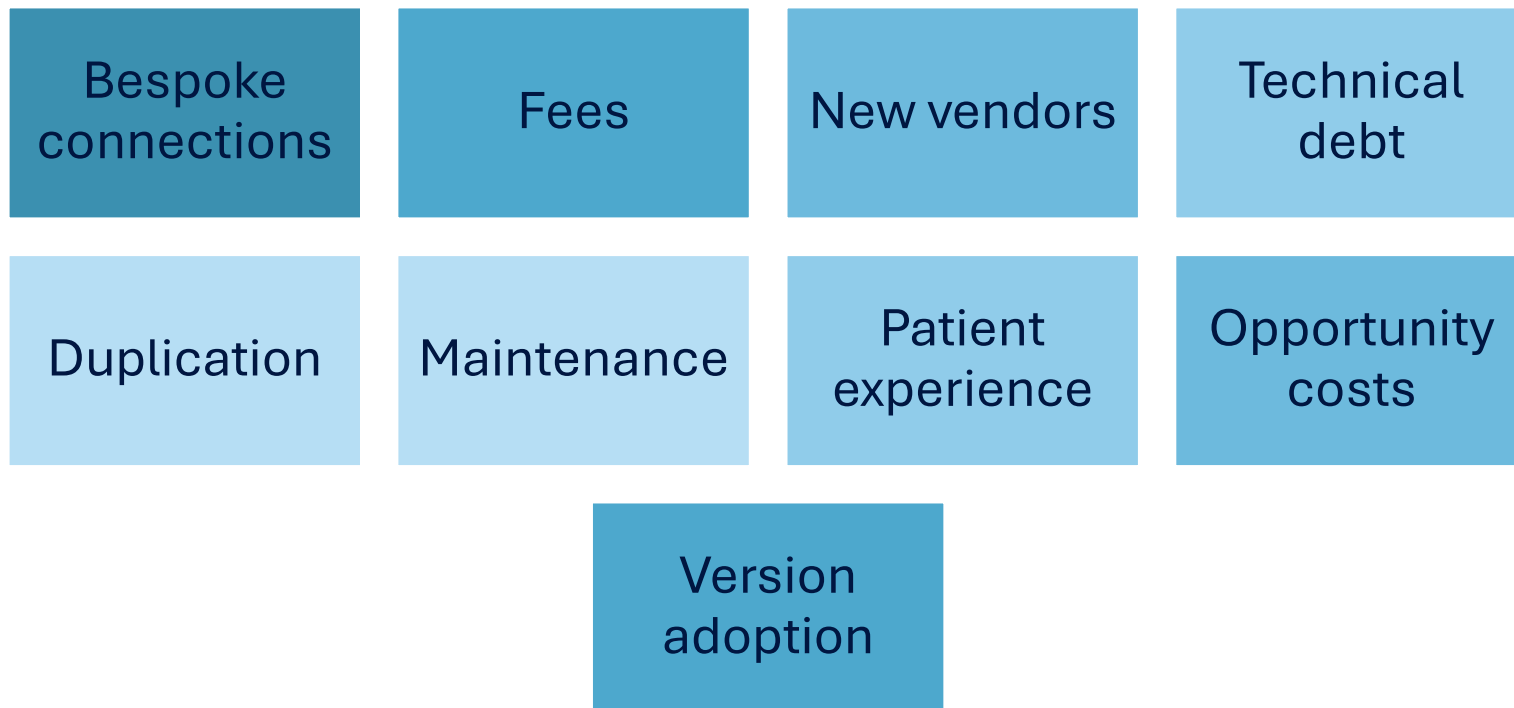 Bespoke
connections
Fees
New vendors
Technical
debt
Duplication
Maintenance
Patient
experience
Opportunity
costs
Version
adoption